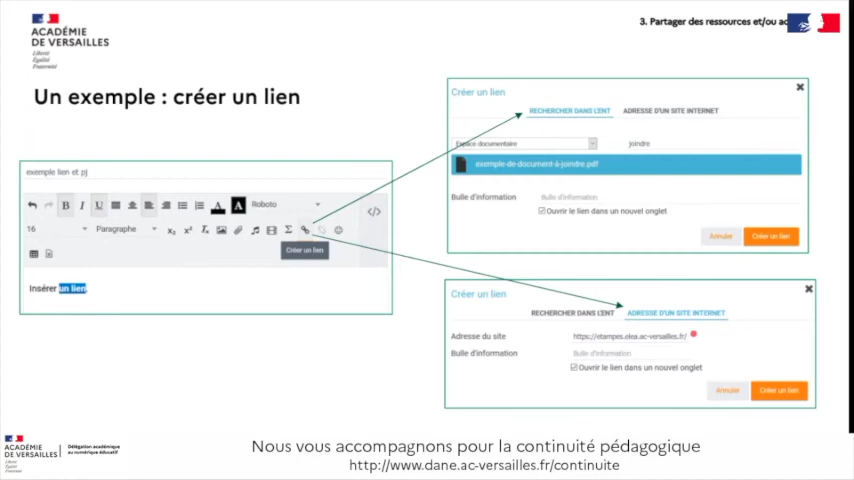 ACADÉMIE
DE VERSAILLES
Liberté
Égalité
Fraternité
3. Partager des ressources et/ou
Un exemple : créer un lien
exemple lien et pj
B I U A A Roboto
16 Paragraphe x₂ x² Tx Σ
</>
Créer un lien
Insérer un lien
Créer un lien
RECHERCHER DANS L'ENT ADRESSE D'UN SITE INTERNET
Espace documentaire joindre
exemple-de-document-à-joindre.pdf
Bulle d'information Bulle d'information
Ouvrir le lien dans un nouvel onglet
Annuler Créer un lien
Créer un lien
RECHERCHER DANS L'ENT ADRESSE D'UN SITE INTERNET
Adresse du site https://etampes.elea.ac-versailles.fr/
Bulle d'information Bulle d'information
Ouvrir le lien dans un nouvel onglet
Annuler Créer un lien
ACADÉMIE
DE VERSAILLES
Liberté
Égalité
Fraternité
Délégation académique
au numérique éducatif
Nous vous accompagnons pour la continuité pédagogique
http://www.dane.ac-versailles.fr/continuite